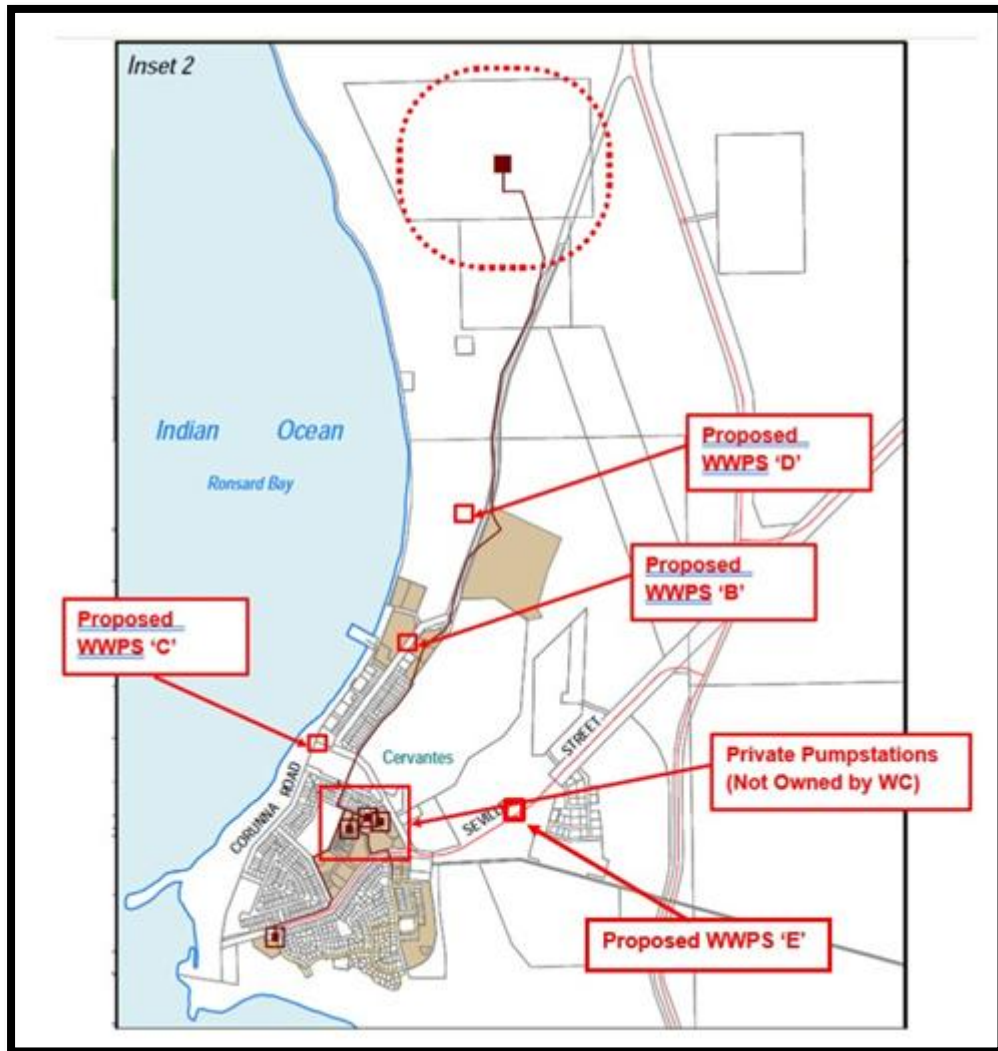 Inset 2
Indian Ocean
Ronsard Bay
Proposed
WWPS 'D'
Proposed
WWPS 'B'
Proposed
WWPS 'C'
Cervantes
STREET
Private Pumpstations
(Not Owned by WC)
CORUNNA ROAD
Proposed WWPS 'E'